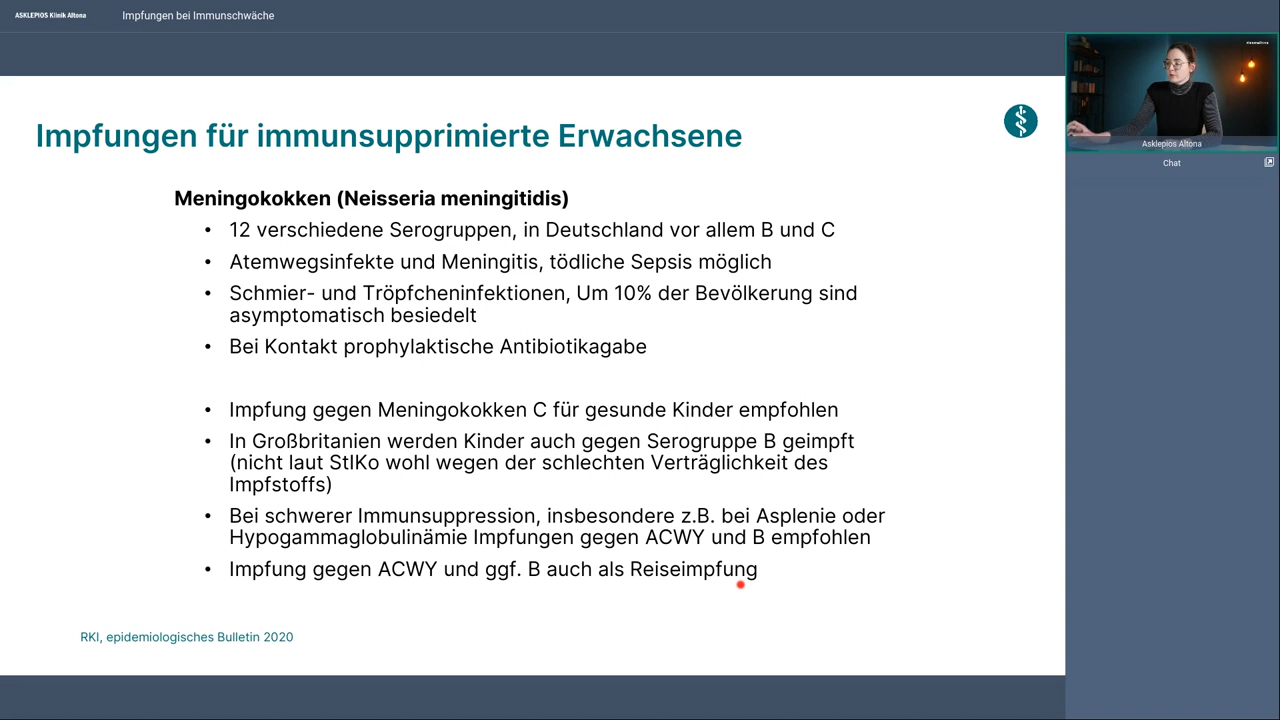 ASKLEPIOS Klinik Altona
Impfungen bei Immunschwäche
Impfungen für immunsupprimierte Erwachsene
Meningokokken (Neisseria meningitidis)
• 12 verschiedene Serogruppen, in Deutschland vor allem B und C
• Atemwegsinfekte und Meningitis, tödliche Sepsis möglich
• Schmier- und Tröpfcheninfektionen, Um 10% der Bevölkerung sind
asymptomatisch besiedelt
• Bei Kontakt prophylaktische Antibiotikagabe
• Impfung gegen Meningokokken C für gesunde Kinder empfohlen
• In Großbritanien werden Kinder auch gegen Serogruppe B geimpft
(nicht laut StIKo wohl wegen der schlechten Verträglichkeit des
Impfstoffs)
• Bei schwerer Immunsuppression, insbesondere z.B. bei Asplenie oder
Hypogammaglobulinämie Impfungen gegen ACWY und B empfohlen
• Impfung gegen ACWY und ggf. B auch als Reiseimpfung
RKI, epidemiologisches Bulletin 2020
Asklepios Altona
Chat